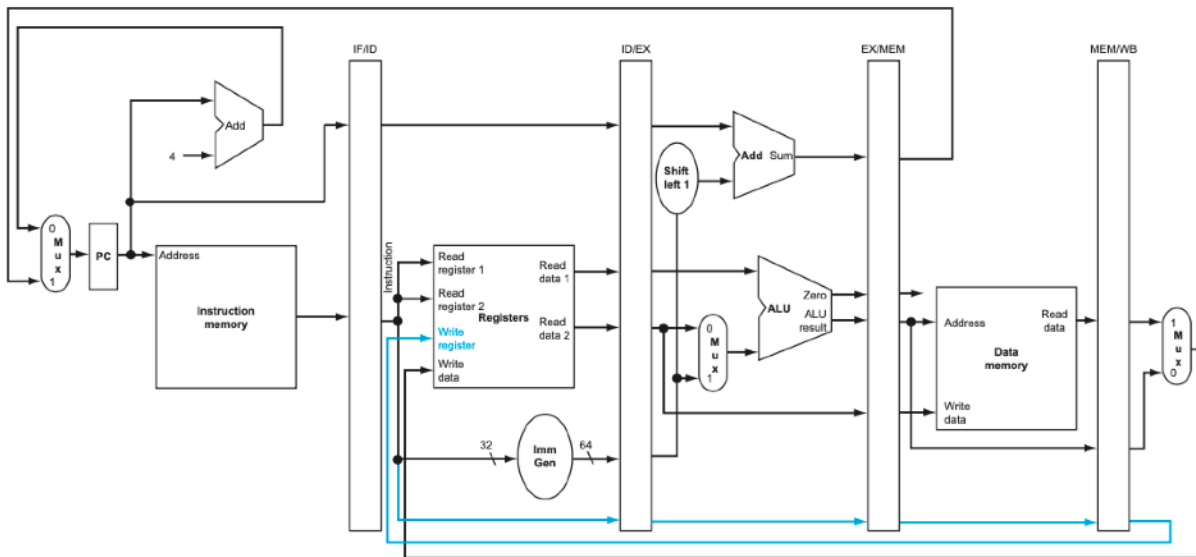 IF/ID
ID/EX
EX/MEM
MEM/WB
Add
4
Add Sum
Shift
left 1
0
M
u
x
1
PC
Address
Instruction
memory
Instruction
Read
register 1
Read
register 2
Write
register
Write
data
Registers
Read
data 1
Read
data 2
32
Imm
Gen
64
0
M
u
x
1
ALU
Zero
ALU
result
Address
Read
data
Data
memory
Write
data
1
M
u
x
0